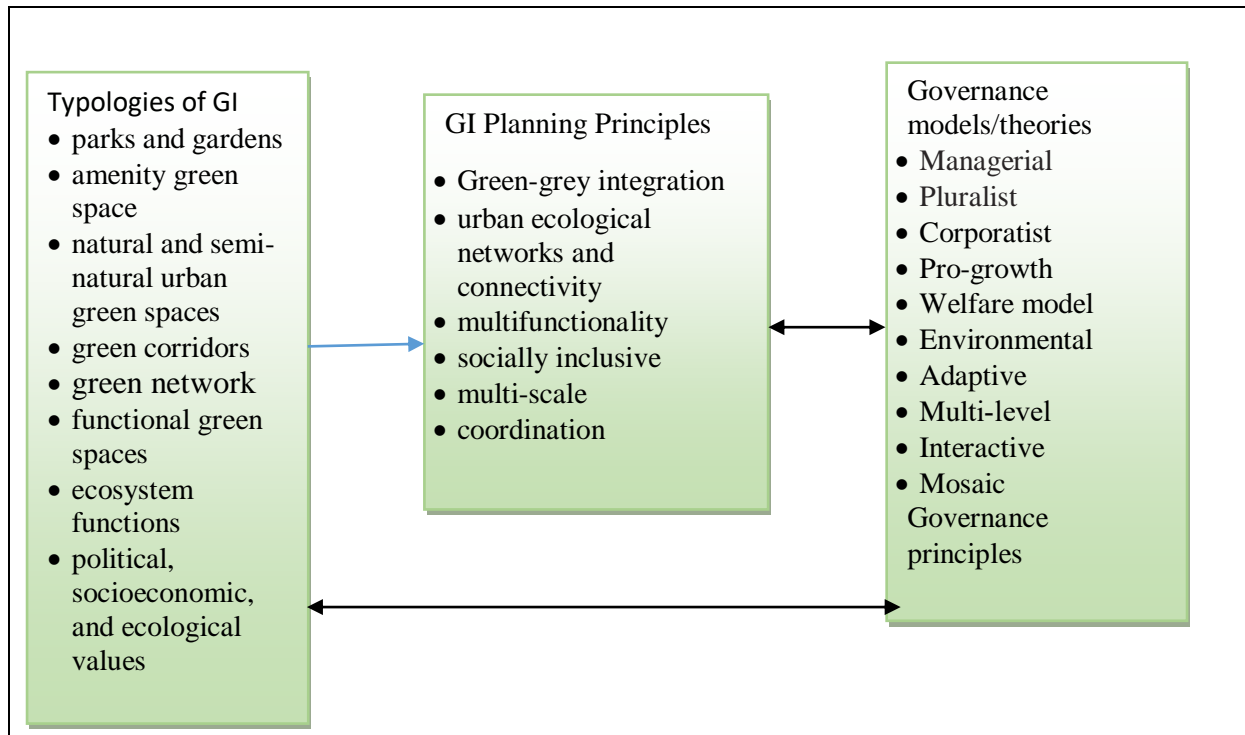 Typologies of GI
• parks and gardens
• amenity green
space
• natural and semi-
natural urban
green spaces
• green corridors
• green network
• functional green
spaces
• ecosystem
functions
• political,
socioeconomic,
and ecological
values
GI Planning Principles
• Green-grey integration
• urban ecological
networks and
connectivity
• multifunctionality
• socially inclusive
• multi-scale
• coordination
Governance
models/theories
• Managerial
• Pluralist
• Corporatist
• Pro-growth
• Welfare model
• Environmental
• Adaptive
• Multi-level
• Interactive
• Mosaic
Governance
principles